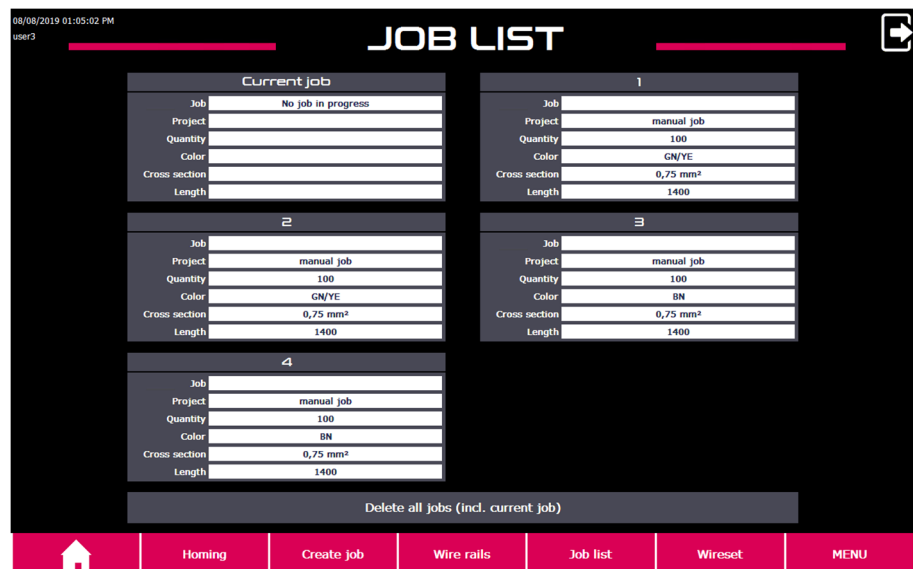 08/08/2019 01:05:02 PM
user3
JOB LIST
Current job
Job No job in progress
Project
Quantity
Color
Cross section
Length
1
Job
Project manual job
Quantity 100
Color GN/YE
Cross section 0,75 mm²
Length 1400
2
Job
Project manual job
Quantity 100
Color GN/YE
Cross section 0,75 mm²
Length 1400
3
Job
Project manual job
Quantity 100
Color BN
Cross section 0,75 mm²
Length 1400
4
Job
Project manual job
Quantity 100
Color BN
Cross section 0,75 mm²
Length 1400
Delete all jobs (incl. current job)
Homing Create job Wire rails Job list Wireset MENU